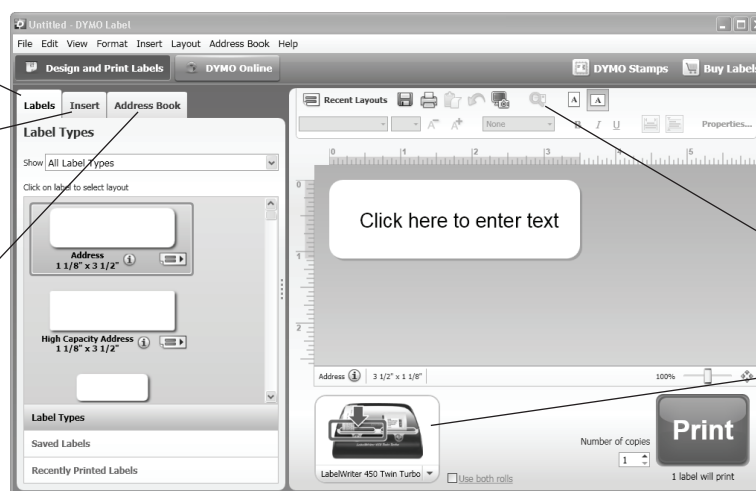 Untitled - DYMO Label
File Edit View Format Insert Layout Address Book Help
Design and Print Labels DYMO Online DYMO Stamps Buy Labels
Labels Insert Address Book
Label Types
Show All Label Types
Click on label to select layout
Address
1 1/8" x 3 1/2"
High Capacity Address
1 1/8" x 3 1/2"
Label Types
Saved Labels
Recently Printed Labels
Recent Layouts A A
A A None B I U Properties...
0 1 2 3 4 5
0
1
2
Click here to enter text
Address 3 1/2" x 1 1/8" 100%
LabelWriter 450 Twin Turbo
Use both rolls
Number of copies
1
Print
1 label will print